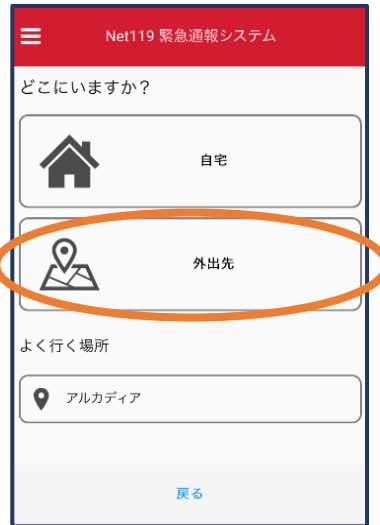 Net119 緊急通報システム
どこにいますか？
自宅
外出先
よく行く場所
アルカディア
戻る